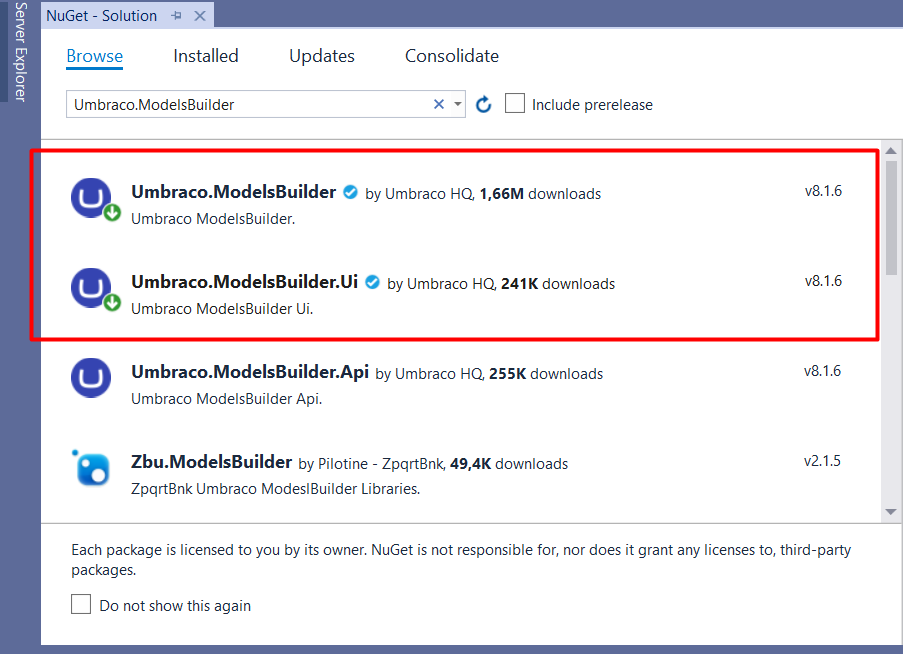 Server Explorer
NuGet - Solution
Browse Installed Updates Consolidate
Umbraco.ModelsBuilder
Include prerelease
Umbraco.ModelsBuilder by Umbraco HQ, 1,66M downloads v8.1.6
Umbraco ModelsBuilder.
Umbraco.ModelsBuilder.Ui by Umbraco HQ, 241K downloads v8.1.6
Umbraco ModelsBuilder Ui.
Umbraco.ModelsBuilder.Api by Umbraco HQ, 255K downloads v8.1.6
Umbraco ModelsBuilder Api.
Zbu.ModelsBuilder by Pilotine - ZpqrtBnk, 49,4K downloads v2.1.5
ZpqrtBnk Umbraco ModeslBuilder Libraries.
Each package is licensed to you by its owner. NuGet is not responsible for, nor does it grant any licenses to, third-party
packages.
Do not show this again